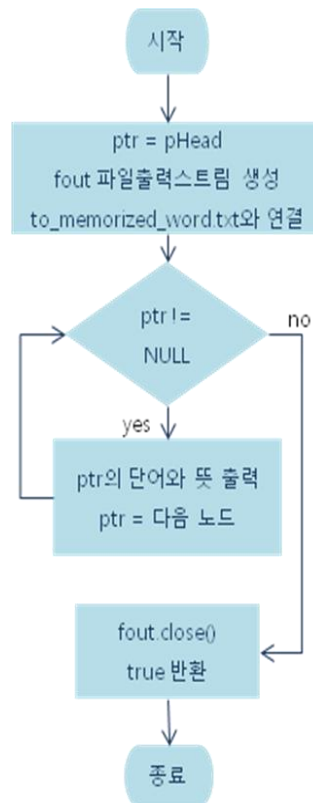 시작
ptr = pHead
fout 파일출력스트림 생성
to_memorized_word.txt와 연결
ptr !=
NULL
no
yes
ptr의 단어와 뜻 출력
ptr = 다음 노드
fout.close()
true 반환
종료